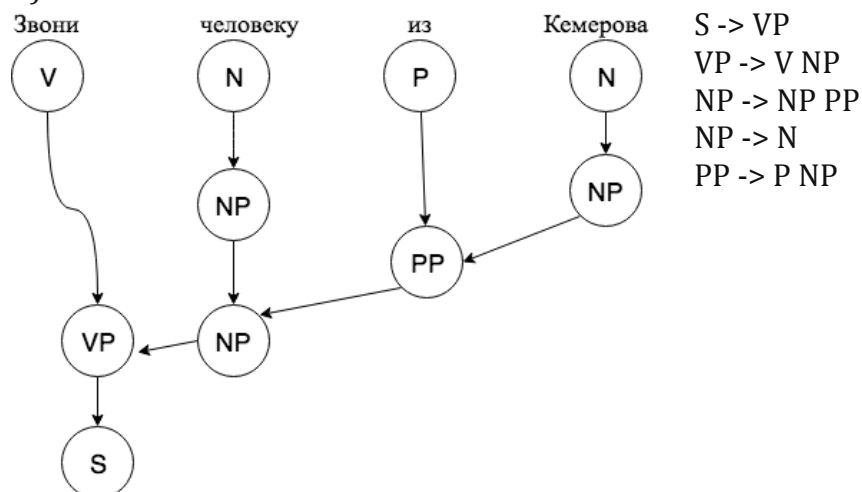 Звони человеку из Кемерова
V N P N
NP
NP
PP
VP NP
S
S -> VP
VP -> V NP
NP -> NP PP
NP -> N
PP -> P NP